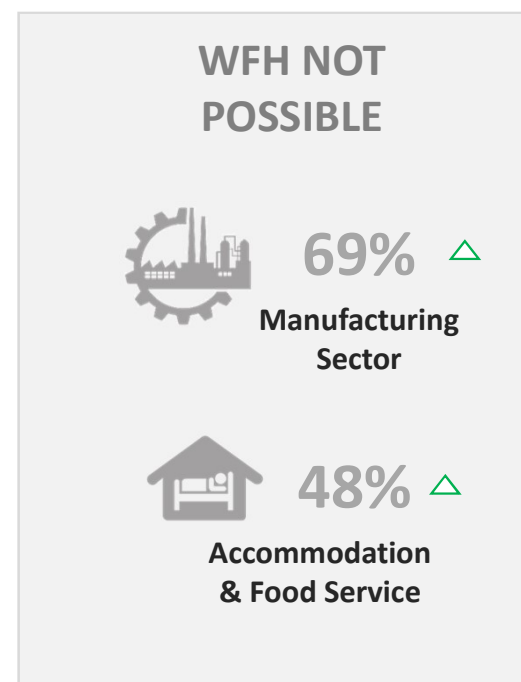 WFH NOT
POSSIBLE
69%
Manufacturing
Sector
48%
Accommodation
& Food Service